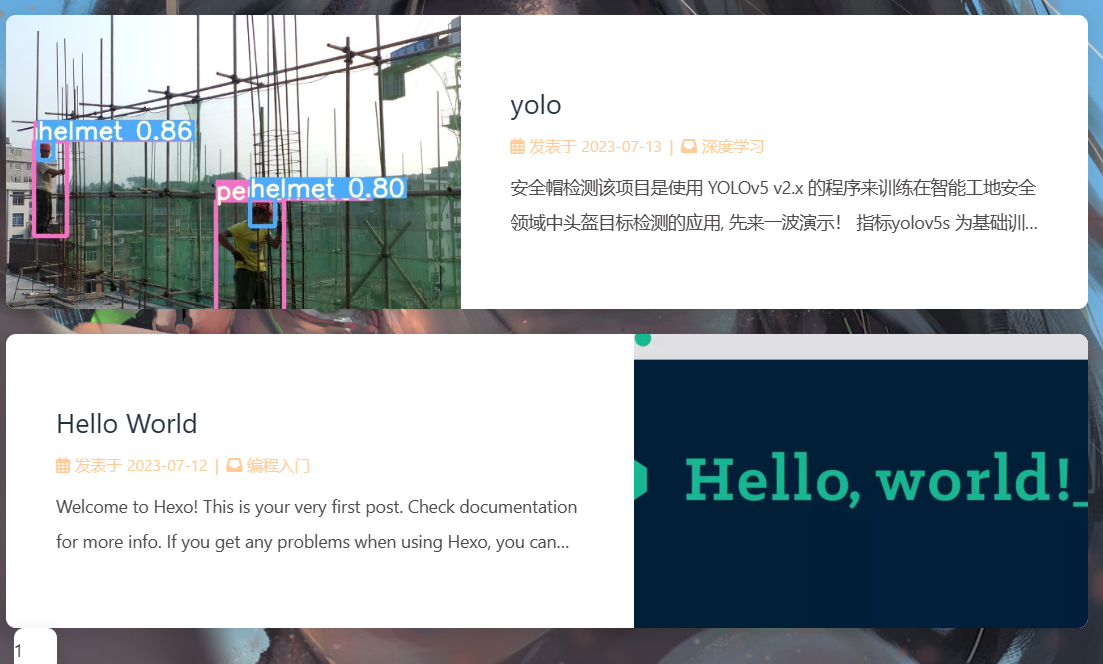 helmet 0.86
pe
helmet 0.80
yolo
发表于 2023-07-13 | 深度学习
安全帽检测该项目是使用 YOLOv5 v2.x 的程序来训练在智能工地安全
领域中头盔目标检测的应用, 先来一波演示！ 指标yolov5s 为基础训...
Hello World
发表于 2023-07-12 | 编程入门
Welcome to Hexo! This is your very first post. Check documentation
for more info. If you get any problems when using Hexo, you can...
Hello, world!_
1